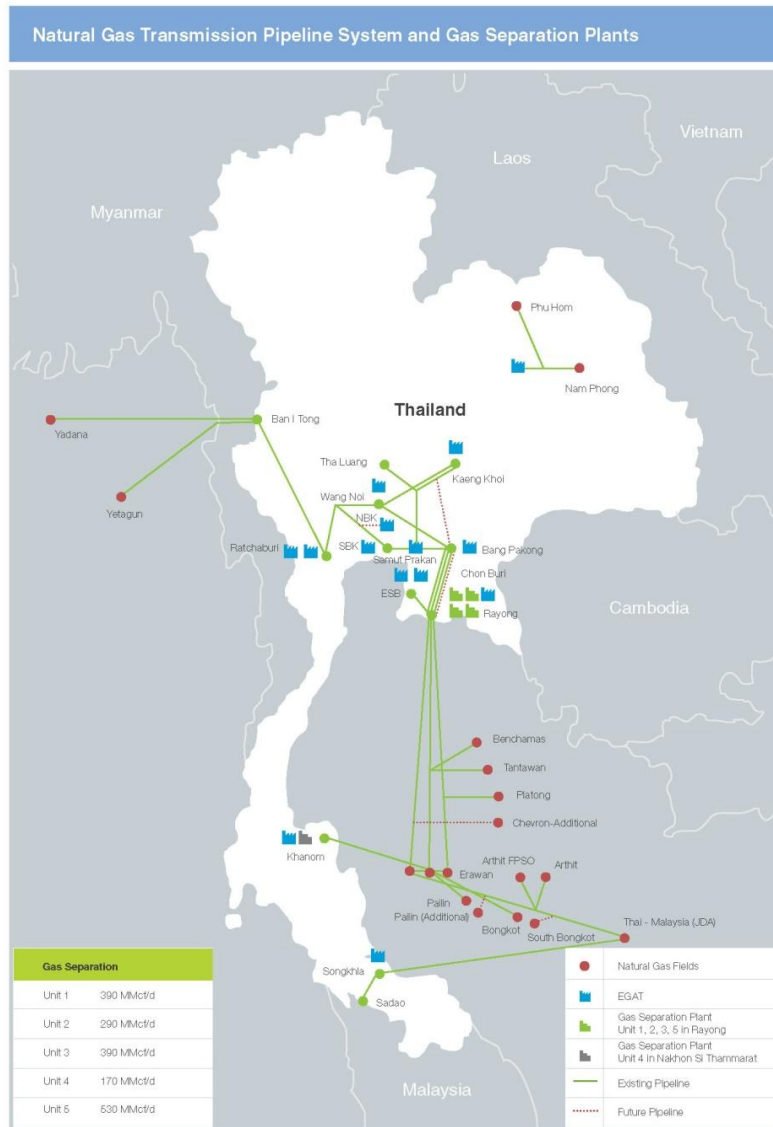 Natural Gas Transmission Pipeline System and Gas Separation Plants
Vietnam
Laos
Myanmar
Phu Hom
Nam Phong
Thailand
Ban I Tong
Yadana
Tha Luang
Kaeng Khoi
Yetagun
Wang Noi
NBK
Ratchaburi
SBK
Samut Prakan
Bang Pakong
Chon Buri
ESB
Rayong
Cambodia
Benchamas
Tantawan
Platong
Chevron-Additional
Khanom
Arthit FPSO
Arthit
Erawan
Pailin
Pailin (Additional)
Bongkot
South Bongkot
Thai - Malaysia (JDA)
Songkhla
Sadao
Malaysia
Gas Separation
Unit 1 390 MMcf/d
Unit 2 290 MMcf/d
Unit 3 390 MMcf/d
Unit 4 170 MMcf/d
Unit 5 530 MMcf/d
Natural Gas Fields
EGAT
Gas Separation Plant
Unit 1, 2, 3, 5 in Rayong
Gas Separation Plant
Unit 4 in Nakhon Si Thammarat
Existing Pipeline
Future Pipeline